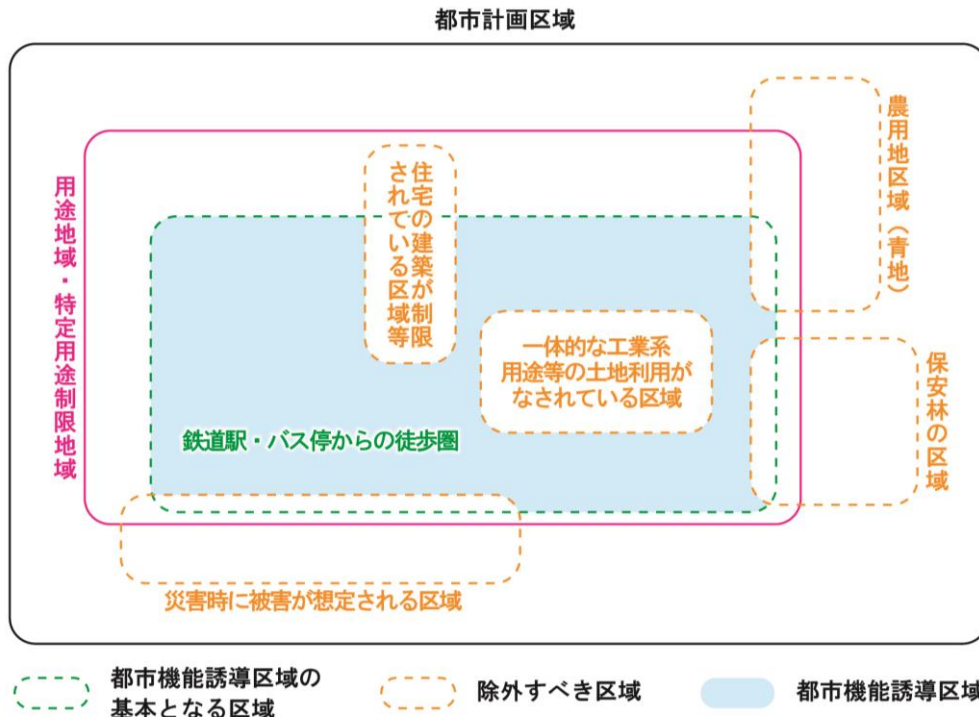 都市計画区域
用途地域・特定用途制限地域
住宅の建築が制限
されている区域等
農用地区域（青地）
一体的な工業系
用途等の土地利用が
なされている区域
保安林の区域
鉄道駅・バス停からの徒歩圏
災害時に被害が想定される区域
都市機能誘導区域の
基本となる区域
除外すべき区域
都市機能誘導区域